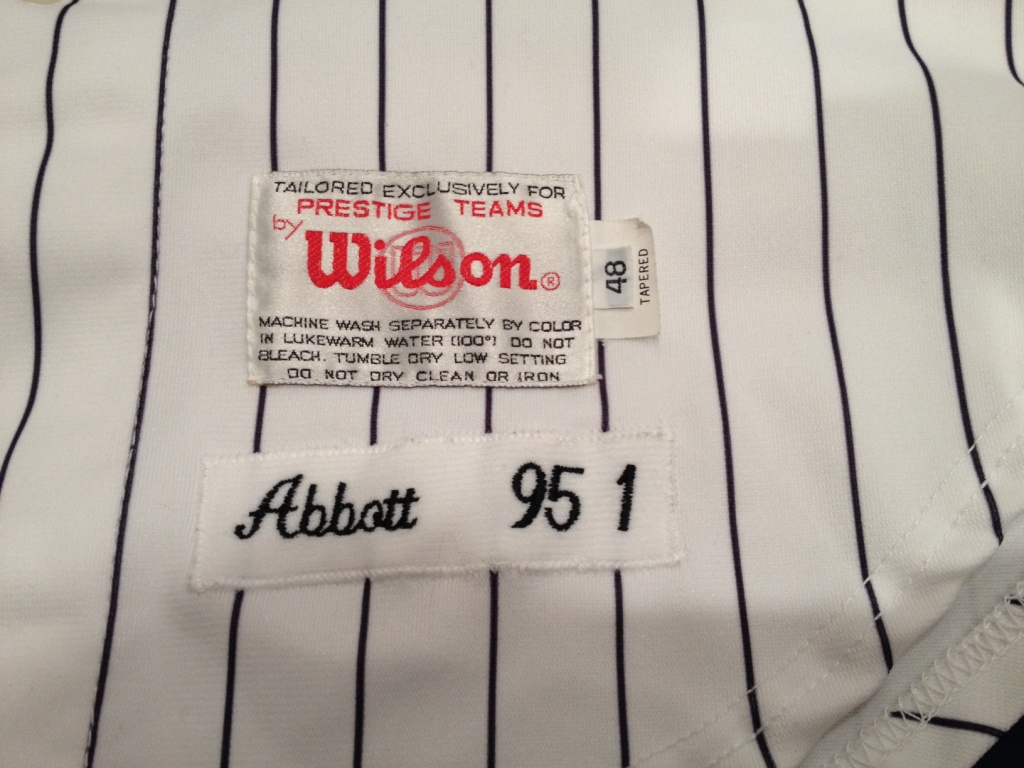 TAILORED EXCLUSIVELY FOR
PRESTIGE TEAMS
by
Wilson®
MACHINE WASH SEPARATELY BY COLOR
IN LUKEWARM WATER (100°) DO NOT
BLEACH. TUMBLE DRY LOW SETTING
DO NOT DRY CLEAN OR IRON
48
TAPERED
Abbott 95 1